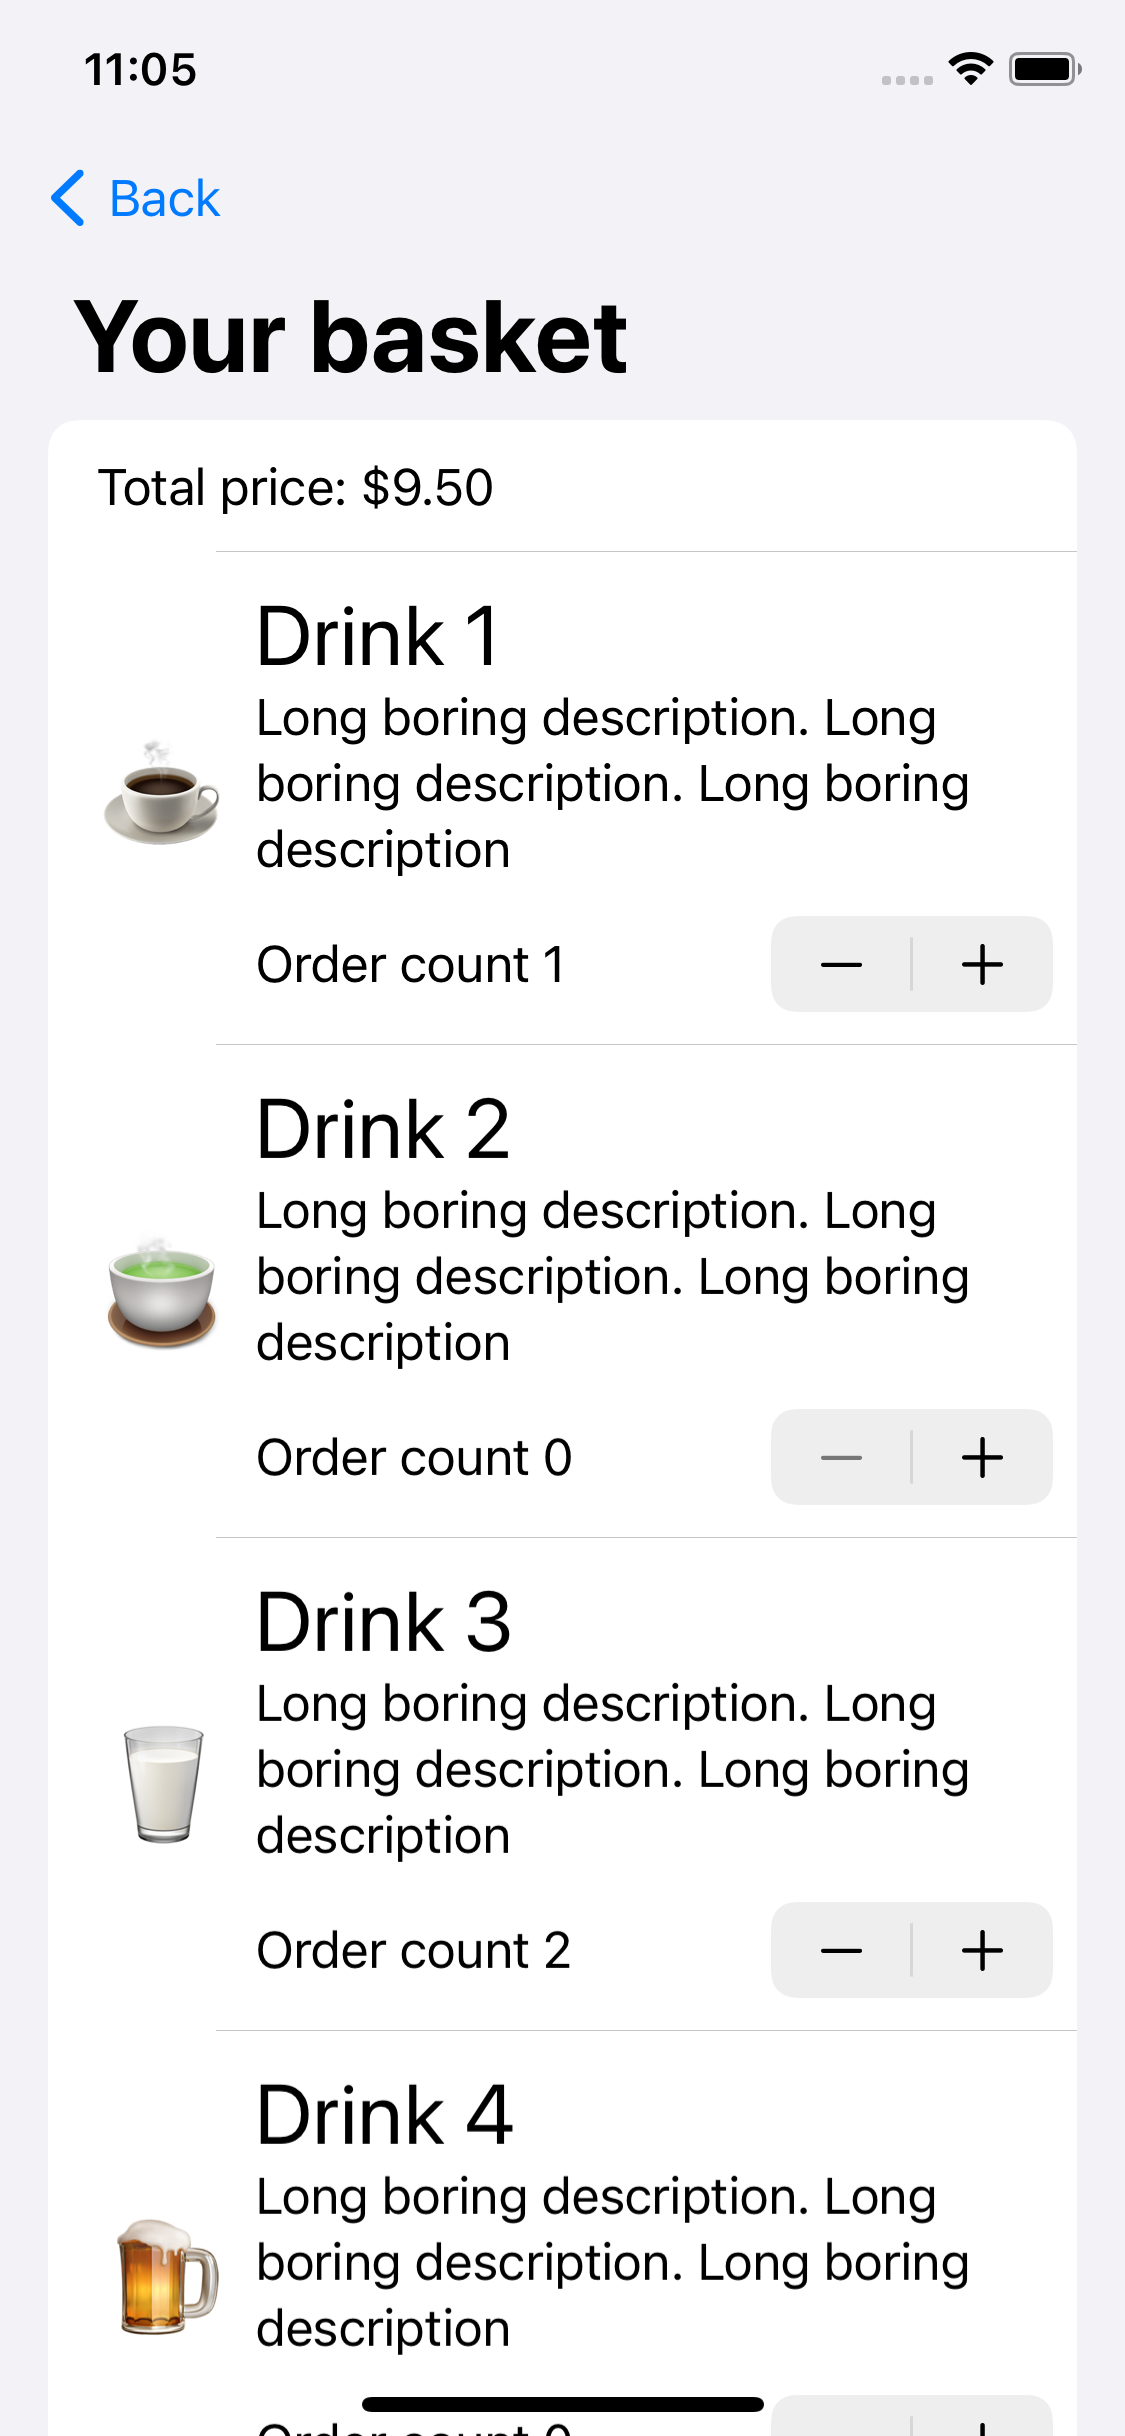 11:05
Back
Your basket
Total price: $9.50
Drink 1
Long boring description. Long
boring description. Long boring
description
Order count 1
Drink 2
Long boring description. Long
boring description. Long boring
description
Order count 0
Drink 3
Long boring description. Long
boring description. Long boring
description
Order count 2
Drink 4
Long boring description. Long
boring description. Long boring
description
Order count 0